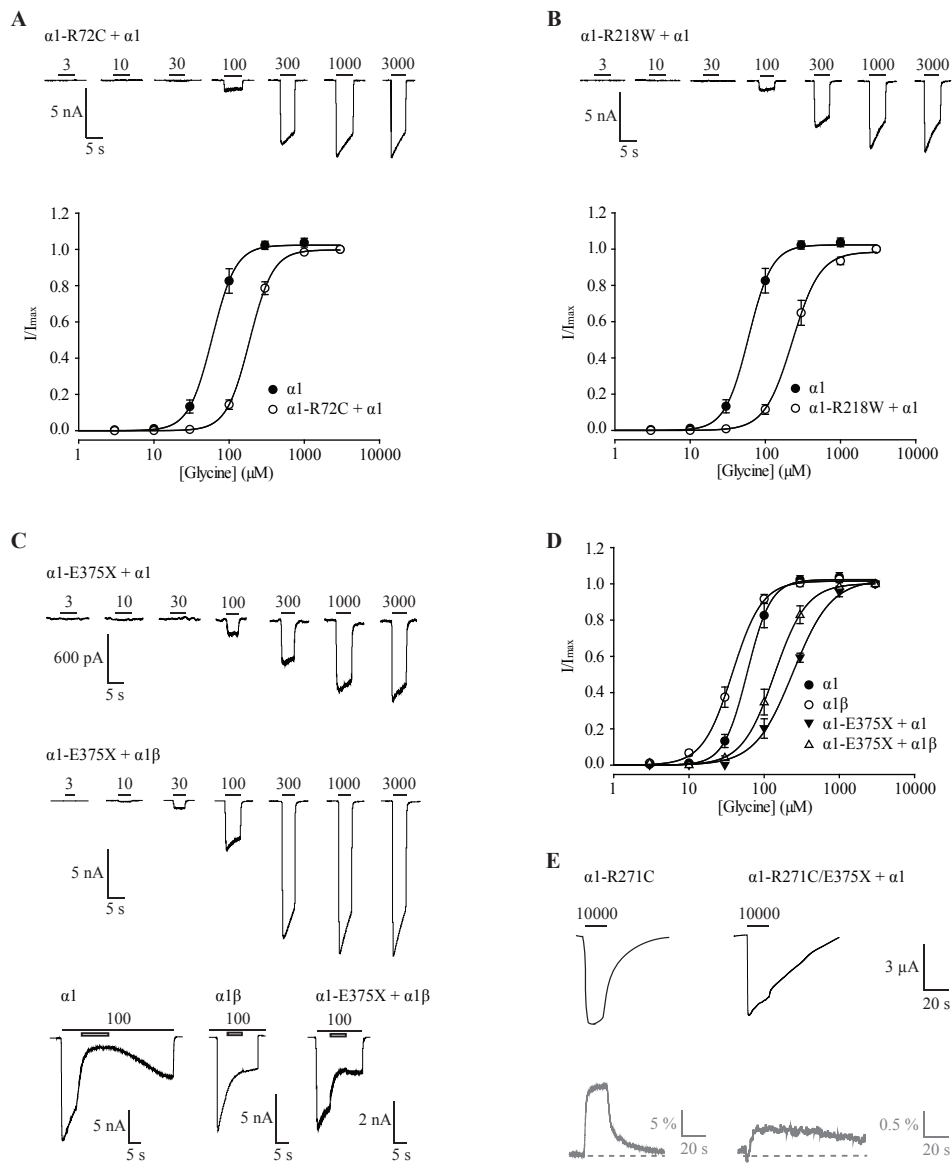 A
α1-R72C + α1
3 10 30 100 300 1000 3000
5 nA
5 s
1.2
1.0
0.8
0.6
0.4
0.2
0.0
I/Imax
α1
α1-R72C + α1
1 10 100 1000 10000
[Glycine] (μM)
B
α1-R218W + α1
3 10 30 100 300 1000 3000
5 nA
5 s
1.2
1.0
0.8
0.6
0.4
0.2
0.0
I/Imax
α1
α1-R218W + α1
1 10 100 1000 10000
[Glycine] (μM)
C
α1-E375X + α1
3 10 30 100 300 1000 3000
600 pA
5 s
α1-E375X + α1β
3 10 30 100 300 1000 3000
5 nA
5 s
α1
100
5 nA
5 s
α1β
100
5 nA
5 s
α1-E375X + α1β
100
2 nA
5 s
D
1.2
1.0
0.8
0.6
0.4
0.2
0.0
I/Imax
α1
α1β
α1-E375X + α1
α1-E375X + α1β
1 10 100 1000 10000
[Glycine] (μM)
E
α1-R271C
10000
α1-R271C/E375X + α1
10000
3 μA
20 s
5 %
20 s
0.5 %
20 s